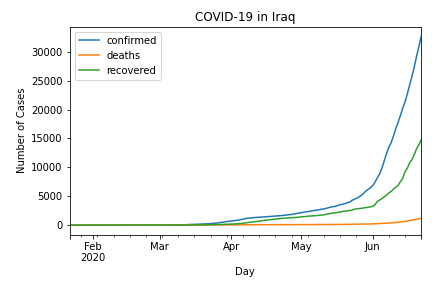 COVID-19 in Iraq
confirmed
deaths
recovered
Number of Cases
30000
25000
20000
15000
10000
5000
0
Feb
2020
Mar
Apr
May
Jun
Day